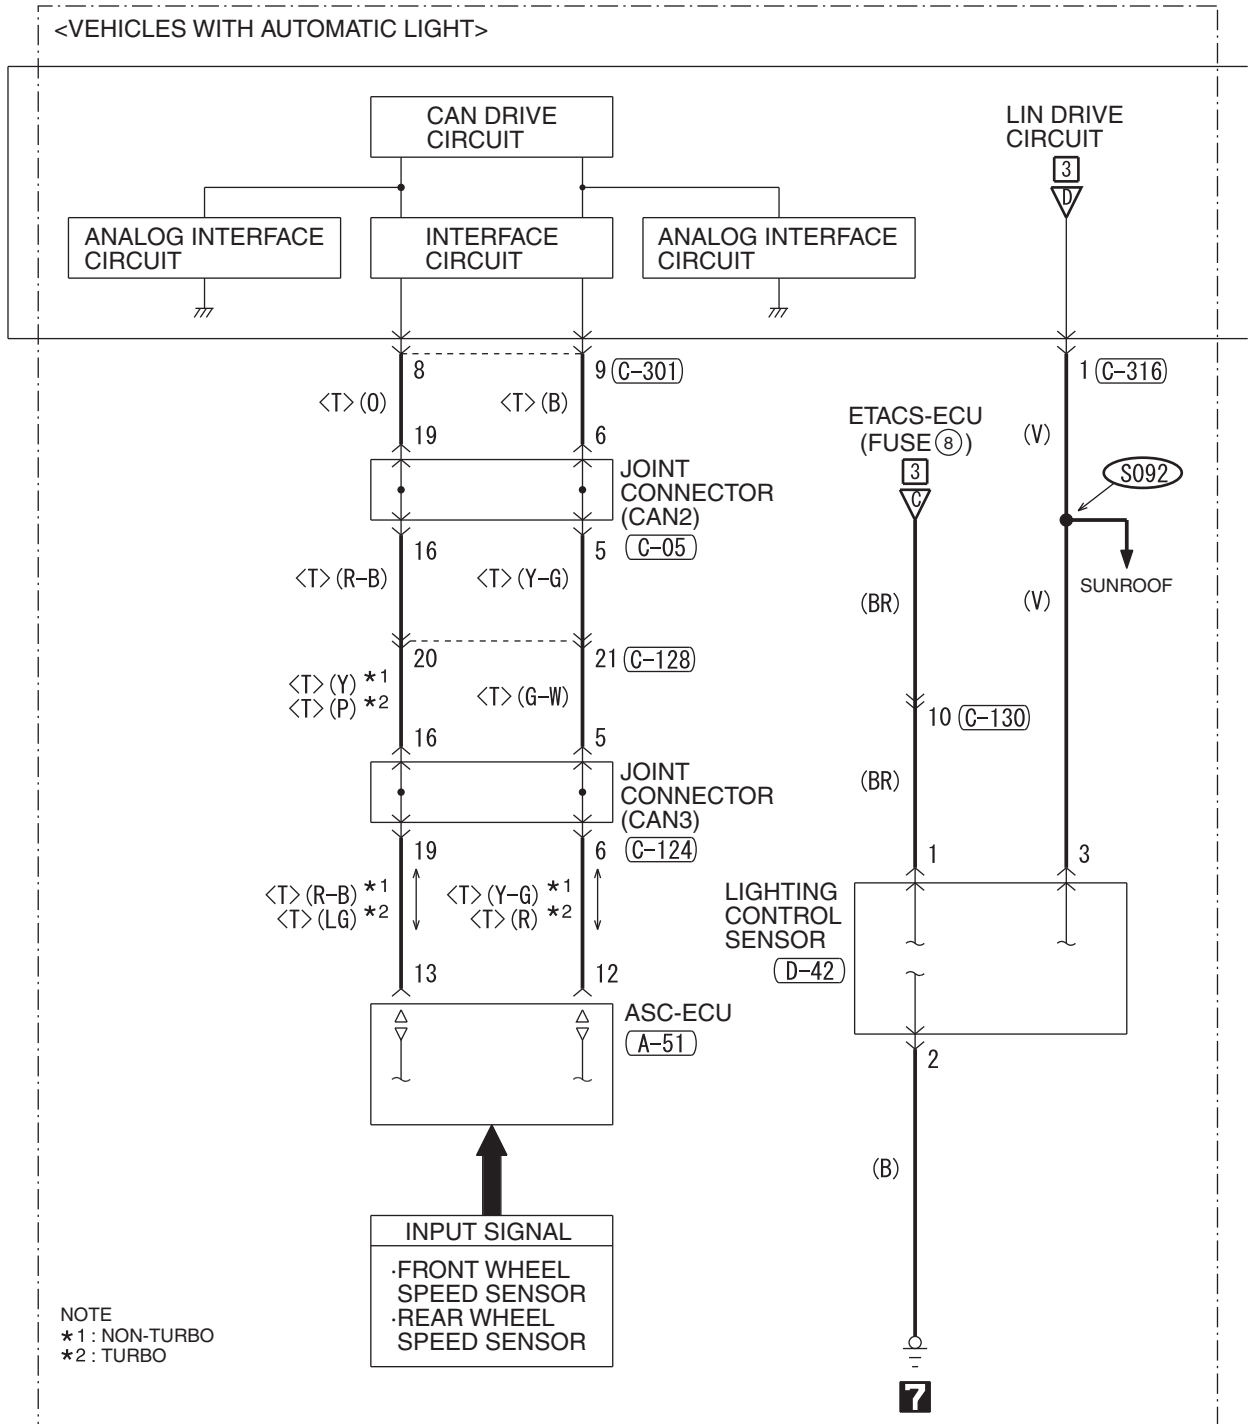 <VEHICLES WITH AUTOMATIC LIGHT>
CAN DRIVE
CIRCUIT
LIN DRIVE
CIRCUIT
3
D
ANALOG INTERFACE
CIRCUIT
INTERFACE
CIRCUIT
ANALOG INTERFACE
CIRCUIT
8
9 C-301
1 C-316
<T>(O)
<T>(B)
ETACS-ECU
(FUSE 8)
3
C
(V)
19
6
JOINT
CONNECTOR
(CAN2)
C-05
S092
16
5
<T>(R-B)
<T>(Y-G)
SUNROOF
(BR)
(V)
20
21 C-128
<T>(Y) *1
<T>(P) *2
<T>(G-W)
10 C-130
16
5
JOINT
CONNECTOR
(CAN3)
C-124
(BR)
19
6
1
3
<T>(R-B) *1
<T>(LG) *2
<T>(Y-G) *1
<T>(R) *2
LIGHTING
CONTROL
SENSOR
D-42
13
12
ASC-ECU
A-51
2
(B)
INPUT SIGNAL
·FRONT WHEEL
SPEED SENSOR
·REAR WHEEL
SPEED SENSOR
NOTE
*1 : NON-TURBO
*2 : TURBO
7